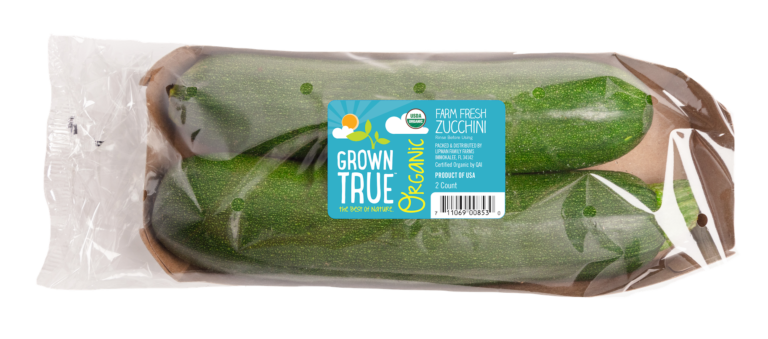 GROWN
TRUE™
the Best of Nature
ORGANIC
USDA
ORGANIC
FARM FRESH
ZUCCHINI
Rinse Before Using
PACKED & DISTRIBUTED BY
LIPMAN FAMILY FARMS
IMMOKALEE, FL 34142
Certified Organic by QAI
PRODUCT OF USA
2 Count
7 11069 00853 0